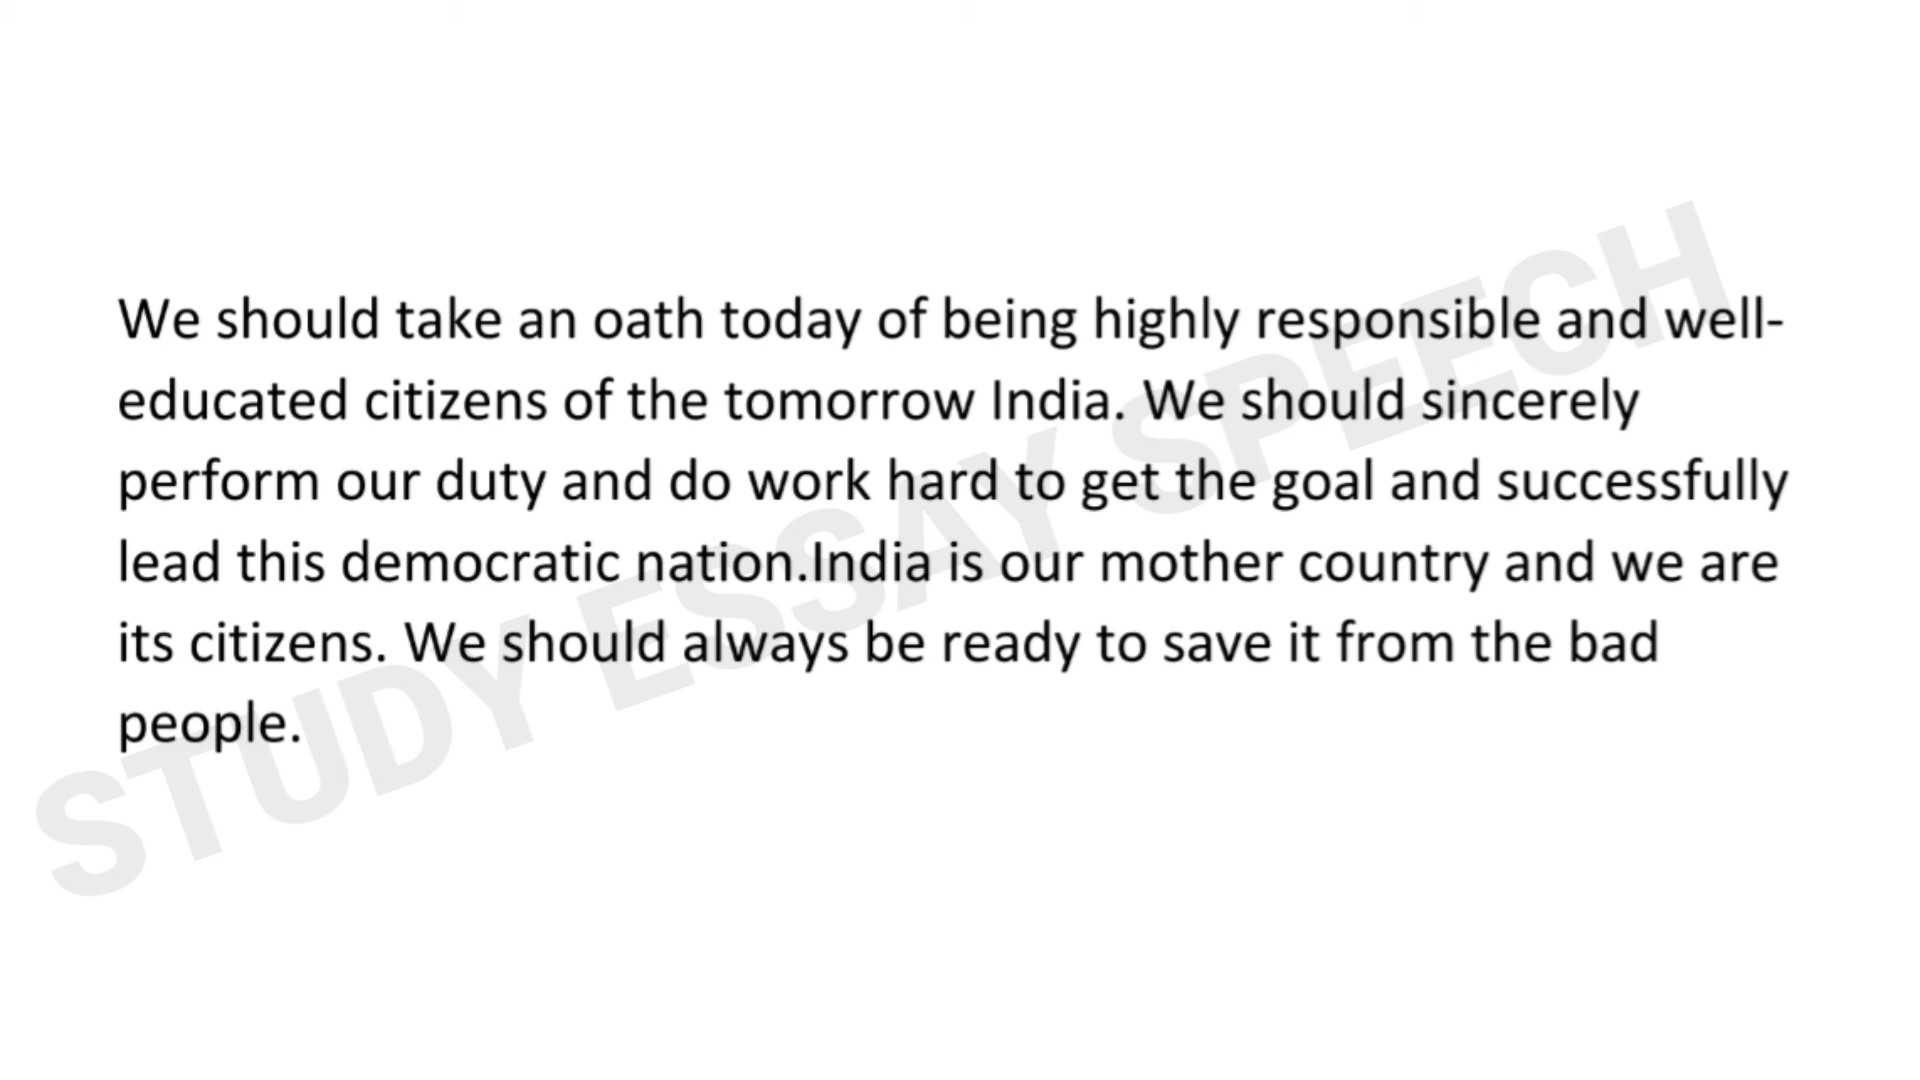 We should take an oath today of being highly responsible and well-
educated citizens of the tomorrow India. We should sincerely
perform our duty and do work hard to get the goal and successfully
lead this democratic nation.India is our mother country and we are
its citizens. We should always be ready to save it from the bad
people.
STUDY ESSAY SPEECH